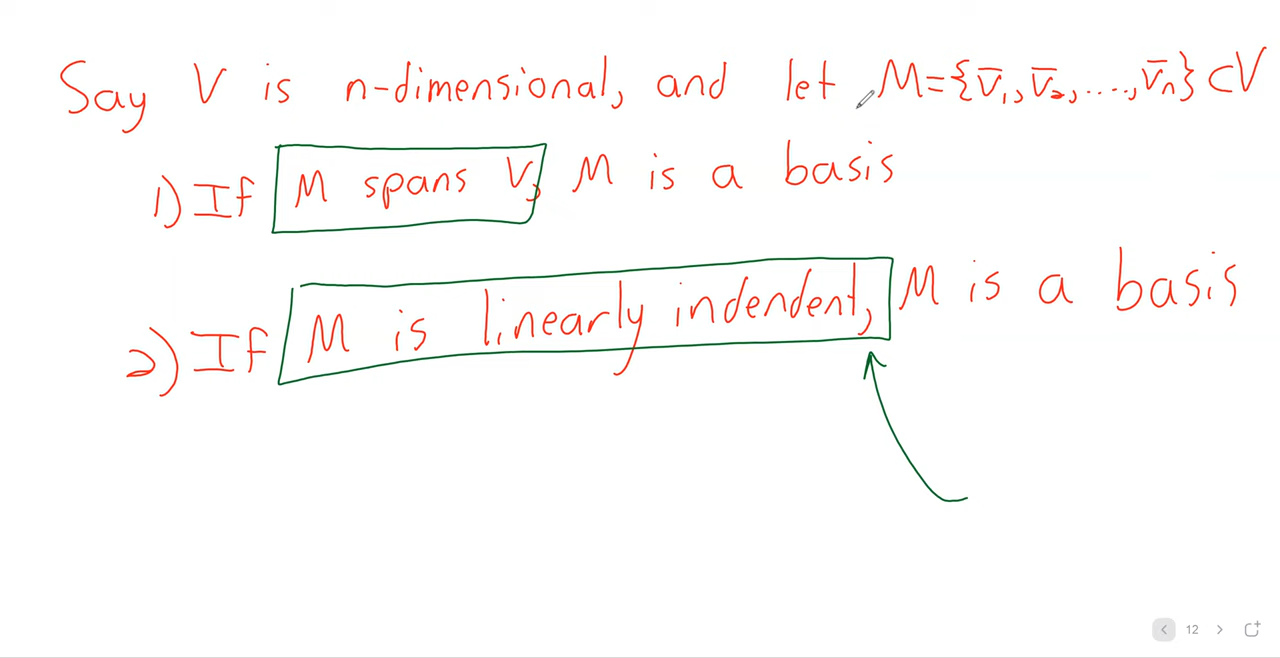 Say V is n-dimensional, and let M={v̄₁, v̄₂, ...., v̄n} ⊂ V
1) If M spans V, M is a basis
2) If M is linearly indendent, M is a basis
12